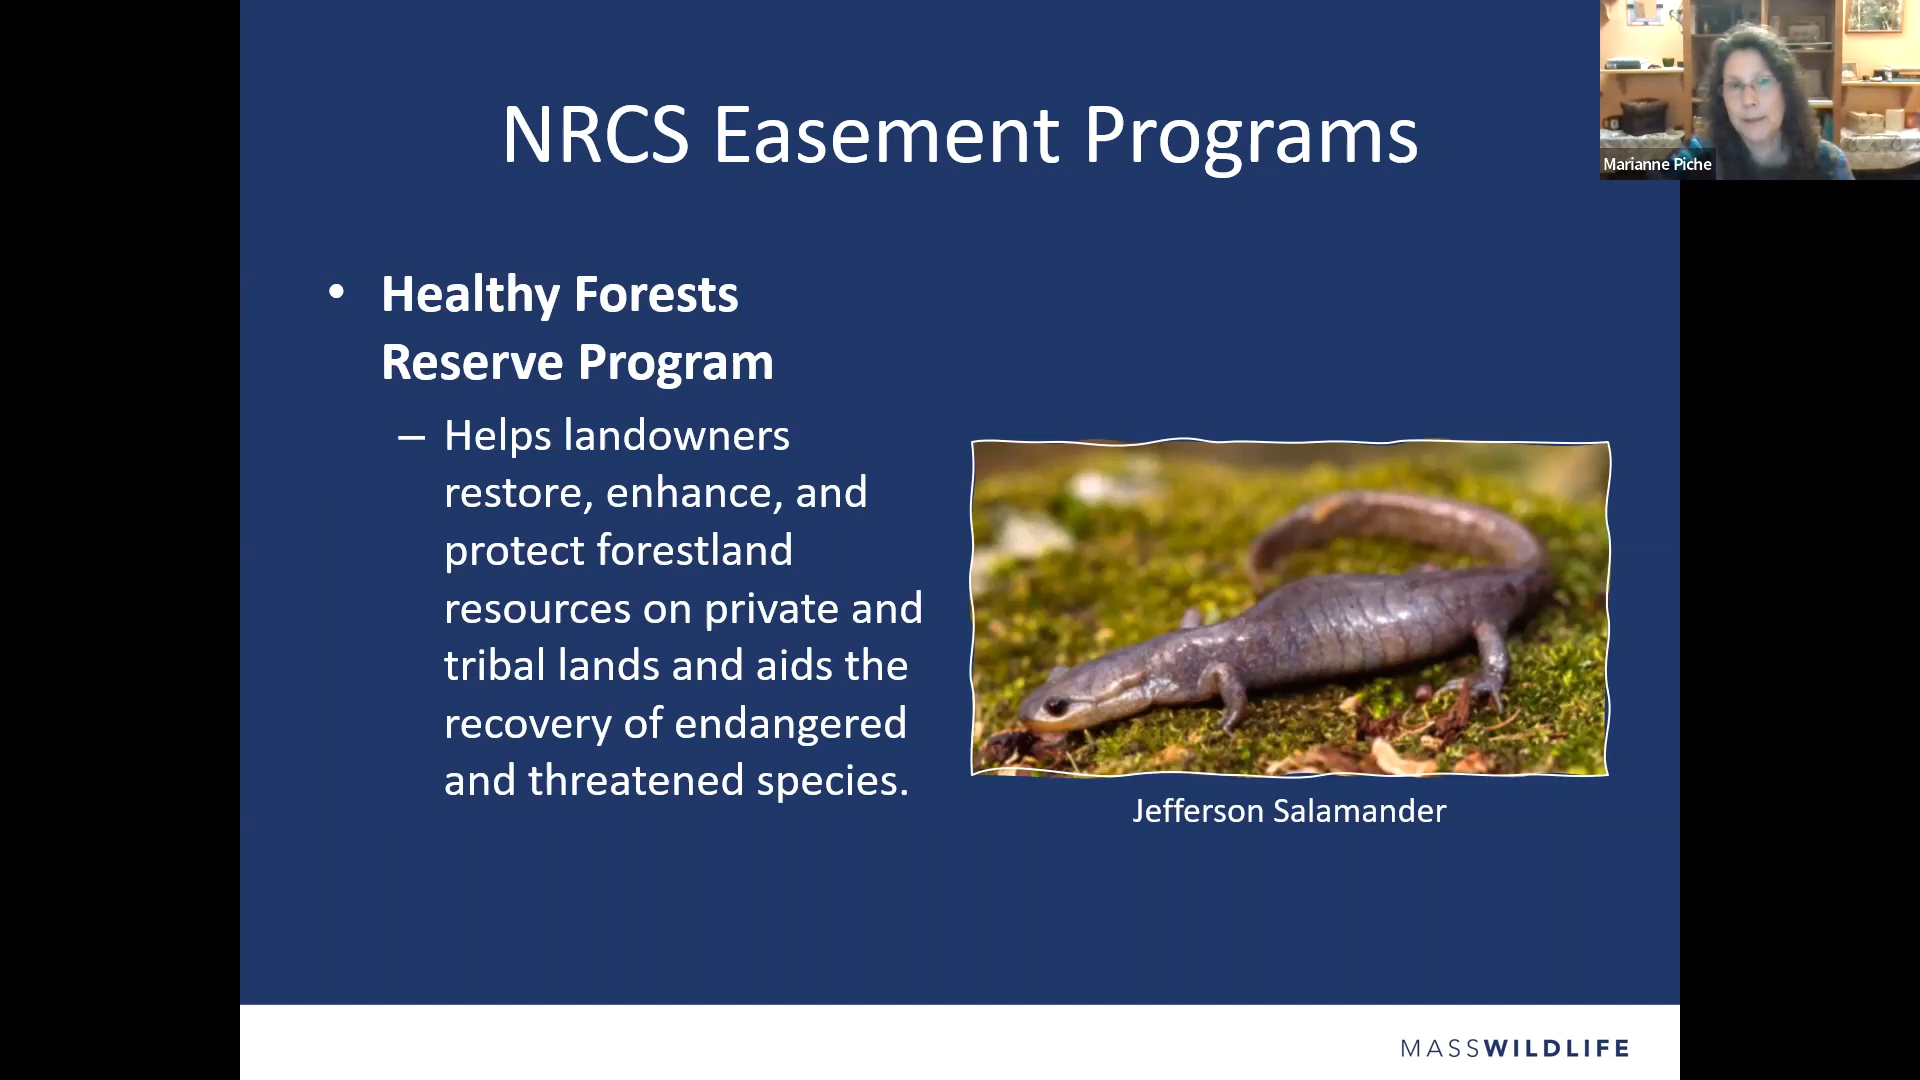 NRCS Easement Programs
Marianne Piche
• Healthy Forests
Reserve Program
– Helps landowners
restore, enhance, and
protect forestland
resources on private and
tribal lands and aids the
recovery of endangered
and threatened species.
Jefferson Salamander
MASSWILDLIFE